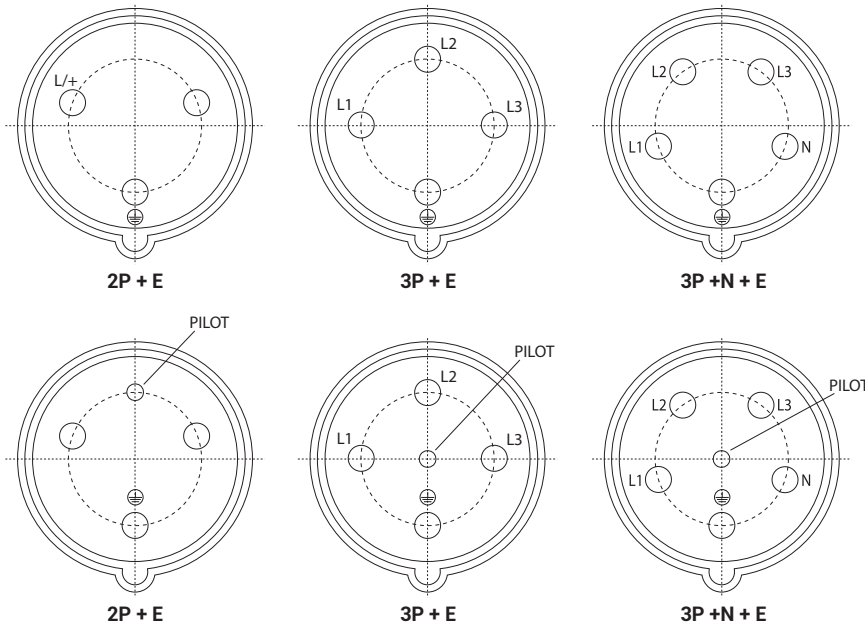 L/+
2P + E
L2
L1
L3
3P + E
L2
L3
L1
N
3P +N + E
PILOT
2P + E
PILOT
L2
L1
L3
3P + E
PILOT
L2
L3
L1
N
3P +N + E